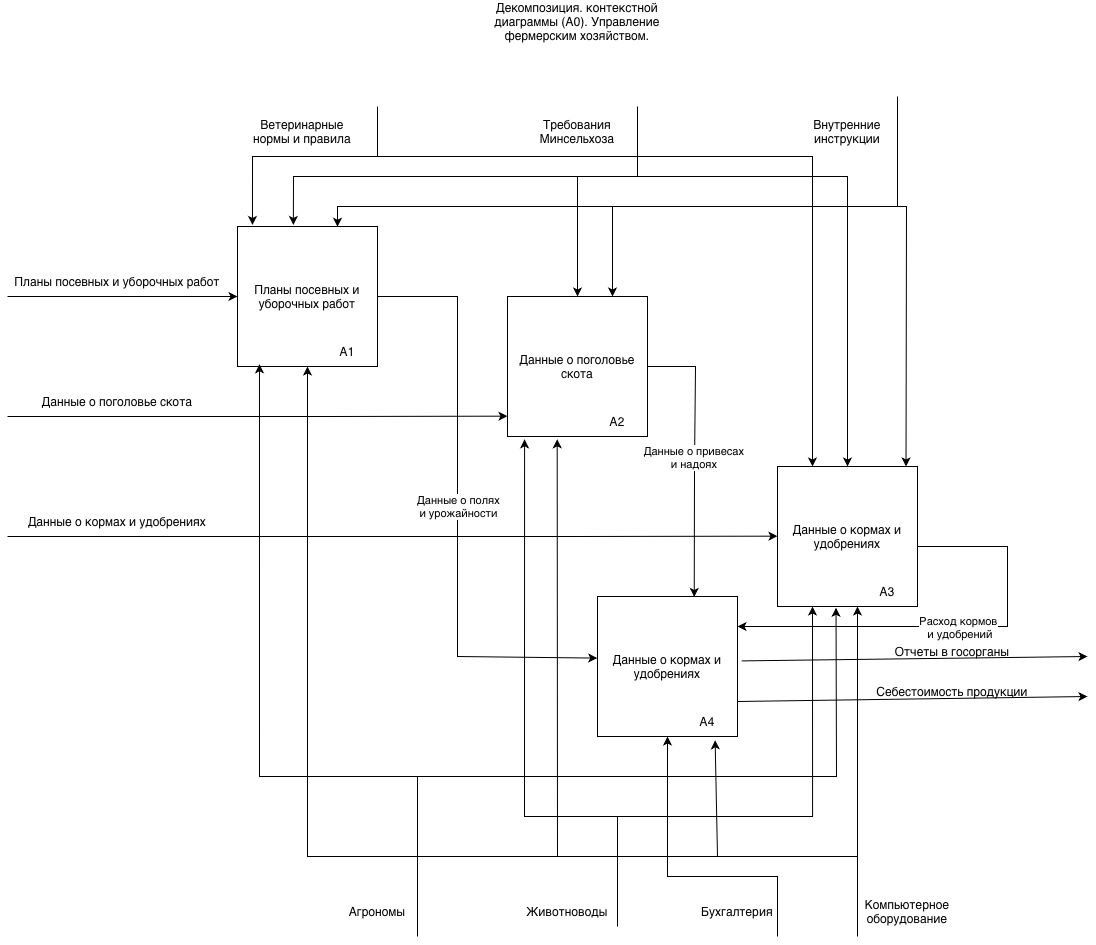 Декомпозиция. контекстной
диаграммы (А0). Управление
фермерским хозяйством.
Ветеринарные
нормы и правила
Требования
Минсельхоза
Внутренние
инструкции
Планы посевных и уборочных работ
Планы посевных и
уборочных работ
А1
Данные о поголовье
скота
А2
Данные о поголовье скота
Данные о привесах
и надоях
Данные о полях
и урожайности
Данные о кормах и удобрениях
Данные о кормах и
удобрениях
А3
Расход кормов
и удобрений
Отчеты в госорганы
Данные о кормах и
удобрениях
А4
Себестоимость продукции
Агрономы
Животноводы
Бухгалтерия
Компьютерное
оборудование